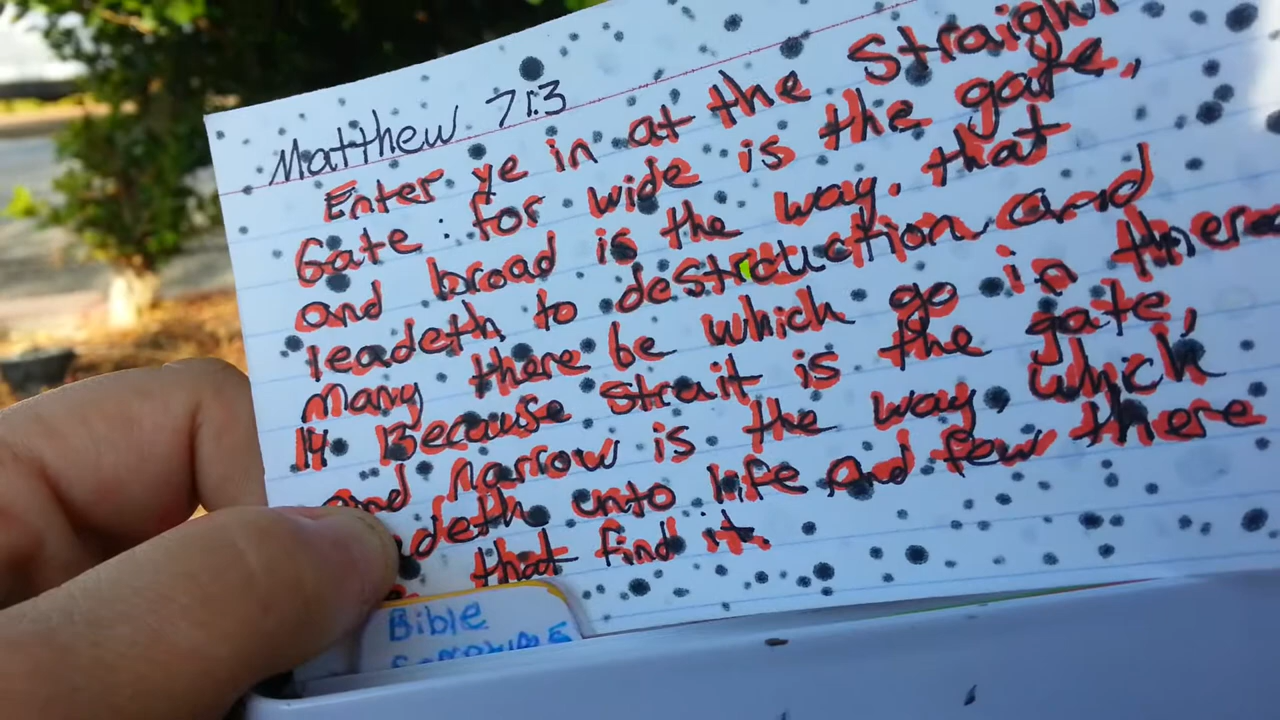 Matthew 7:13
Enter ye in at the Straight
Gate: for wide is the gate,
and broad is the way. that
leadeth to destruction and
Many there be which go in there
14 Because strait is the gate,
and narrow is the way, which
adeth unto life and few there
that find it.
Bible